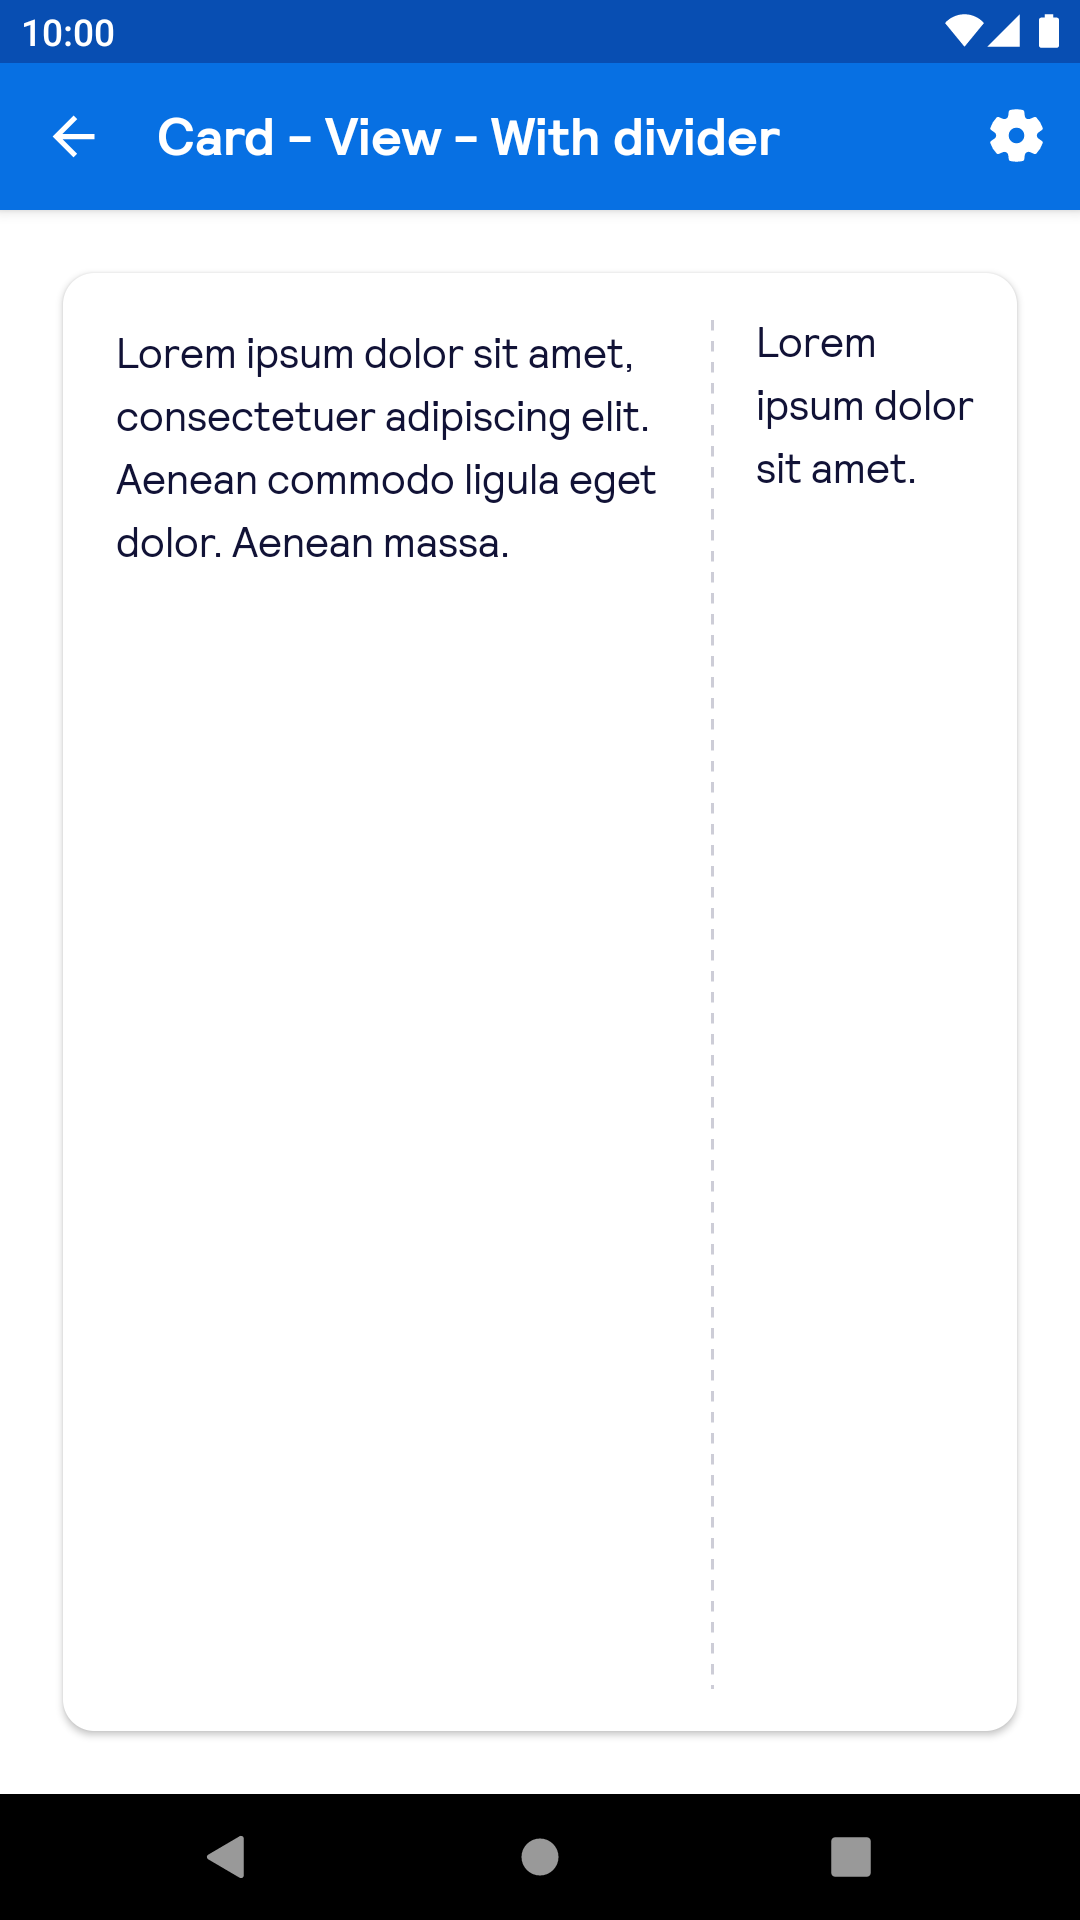 10:00
Card - View - With divider
Lorem ipsum dolor sit amet,
consectetuer adipiscing elit.
Aenean commodo ligula eget
dolor. Aenean massa.
Lorem
ipsum dolor
sit amet.